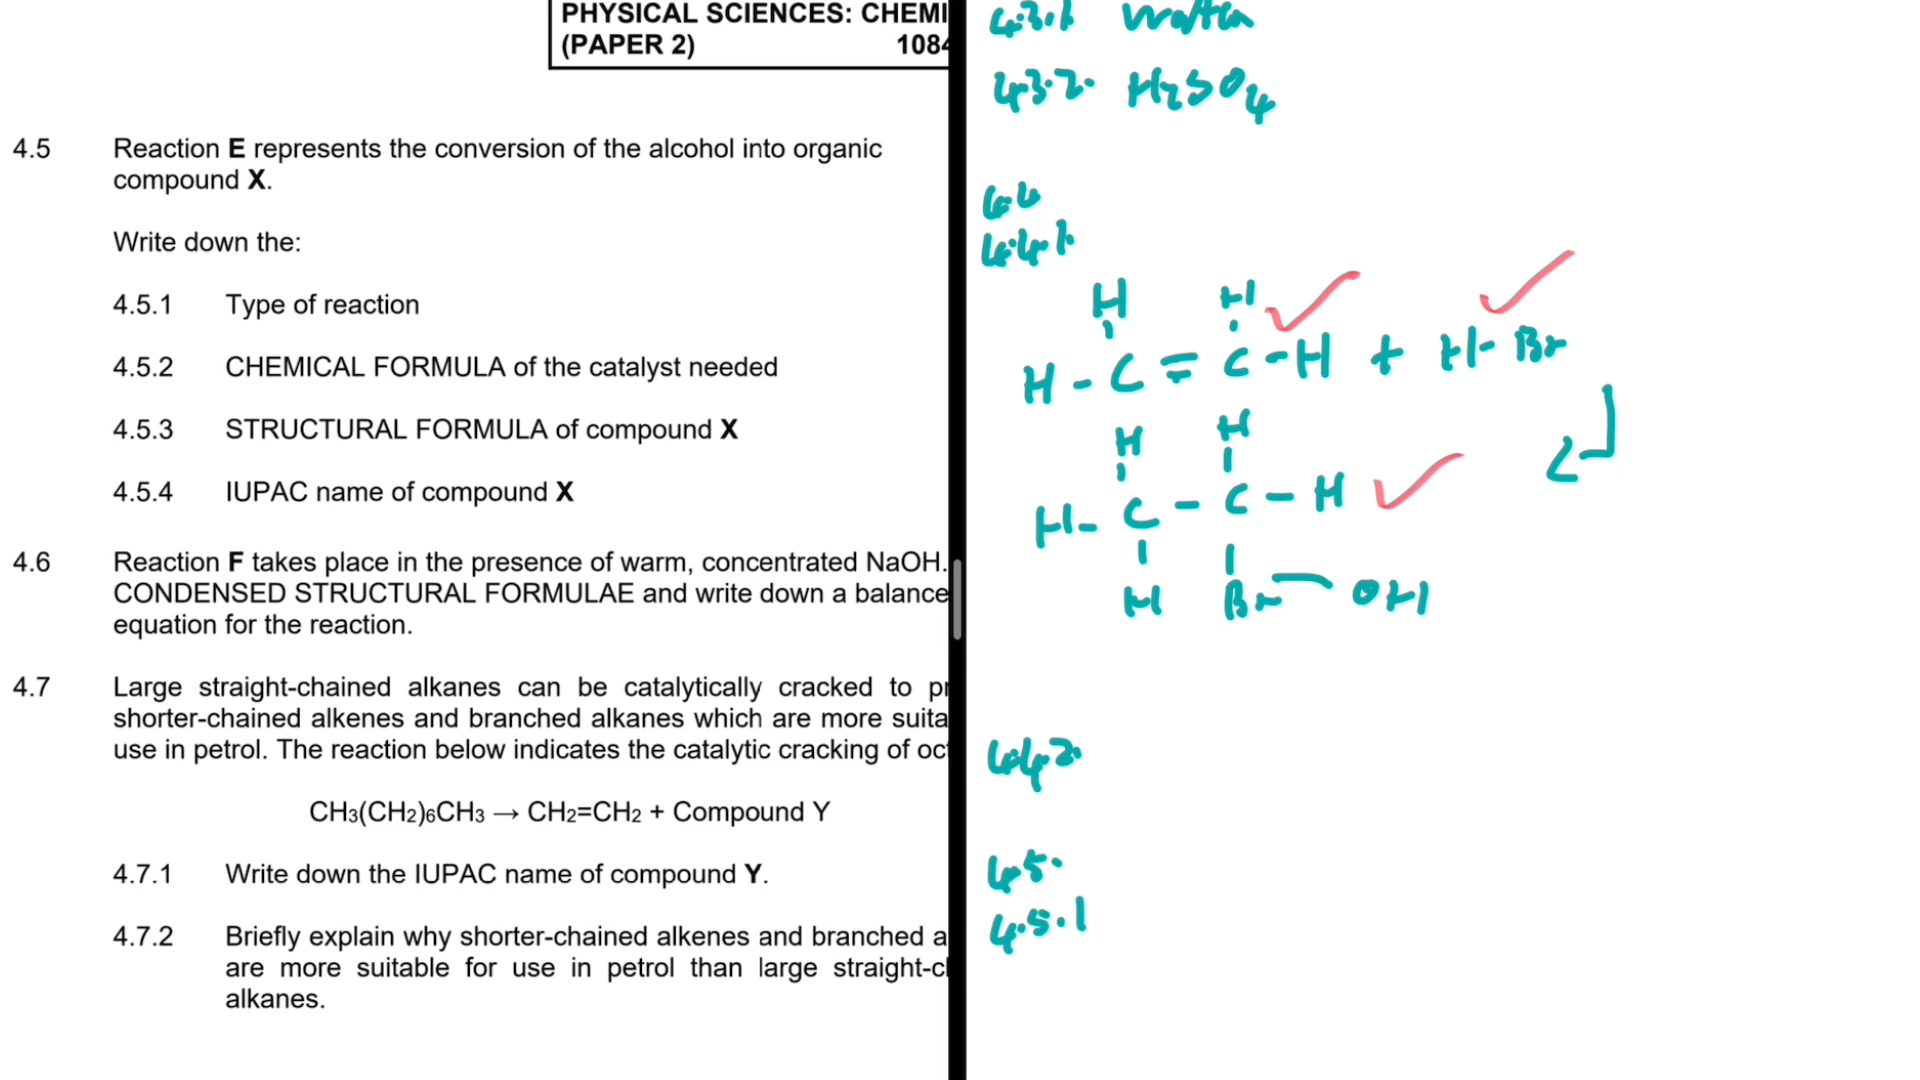 PHYSICAL SCIENCES: CHEMI
(PAPER 2) 1084
4.5 Reaction E represents the conversion of the alcohol into organic
compound X.
Write down the:
4.5.1 Type of reaction
4.5.2 CHEMICAL FORMULA of the catalyst needed
4.5.3 STRUCTURAL FORMULA of compound X
4.5.4 IUPAC name of compound X
4.6 Reaction F takes place in the presence of warm, concentrated NaOH.
CONDENSED STRUCTURAL FORMULAE and write down a balance
equation for the reaction.
4.7 Large straight-chained alkanes can be catalytically cracked to pr
shorter-chained alkenes and branched alkanes which are more suita
use in petrol. The reaction below indicates the catalytic cracking of oc
CH3(CH2)6CH3 → CH2=CH2 + Compound Y
4.7.1 Write down the IUPAC name of compound Y.
4.7.2 Briefly explain why shorter-chained alkenes and branched a
are more suitable for use in petrol than large straight-c
alkanes.
4.3.1 Water
4.3.2. H2SO4
4.4
4.4.1
H H
H - C = C - H + H - Br
H H
H - C - C - H
H Br OH
4.4.2
4.5.
4.5.1